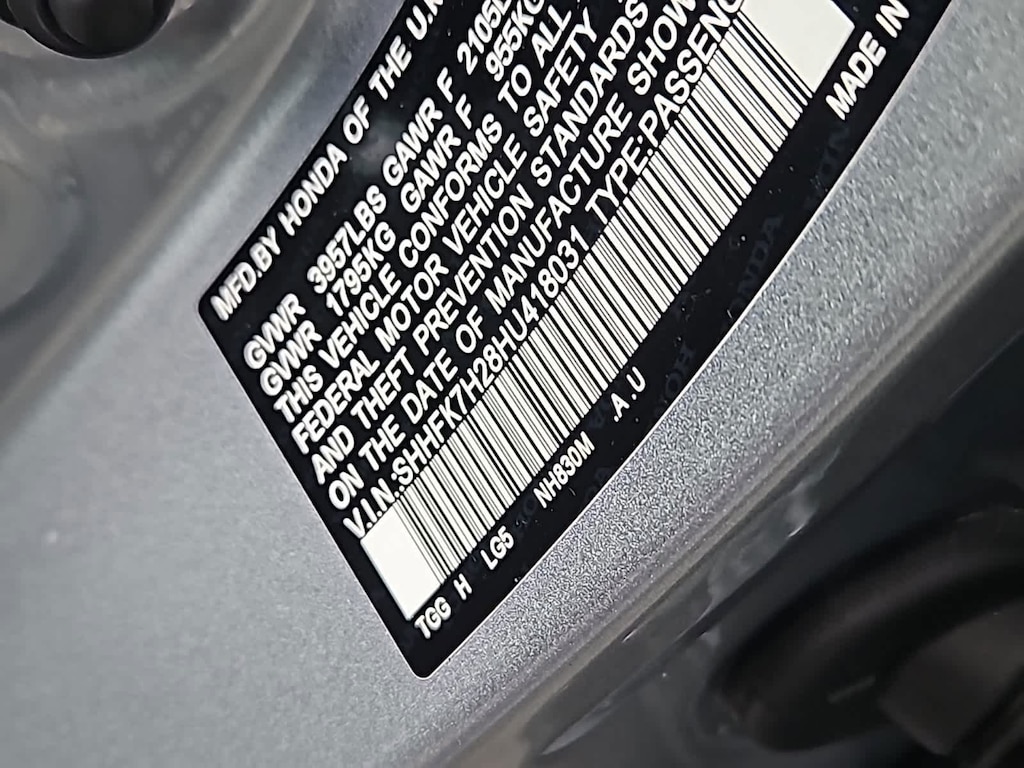 MFD.BY HONDA OF THE U.K
GVWR 3957LBS GAWR F 2105L
GVWR 1795KG GAWR F 955KG
THIS VEHICLE CONFORMS TO ALL
FEDERAL MOTOR VEHICLE SAFETY
AND THEFT PREVENTION STANDARDS
ON THE DATE OF MANUFACTURE SHOW
V.I.N.:SHHFK7H28HU418031 TYPE:PASSENG
TGG H LG5 NH830M A.U MADE IN
HONDA